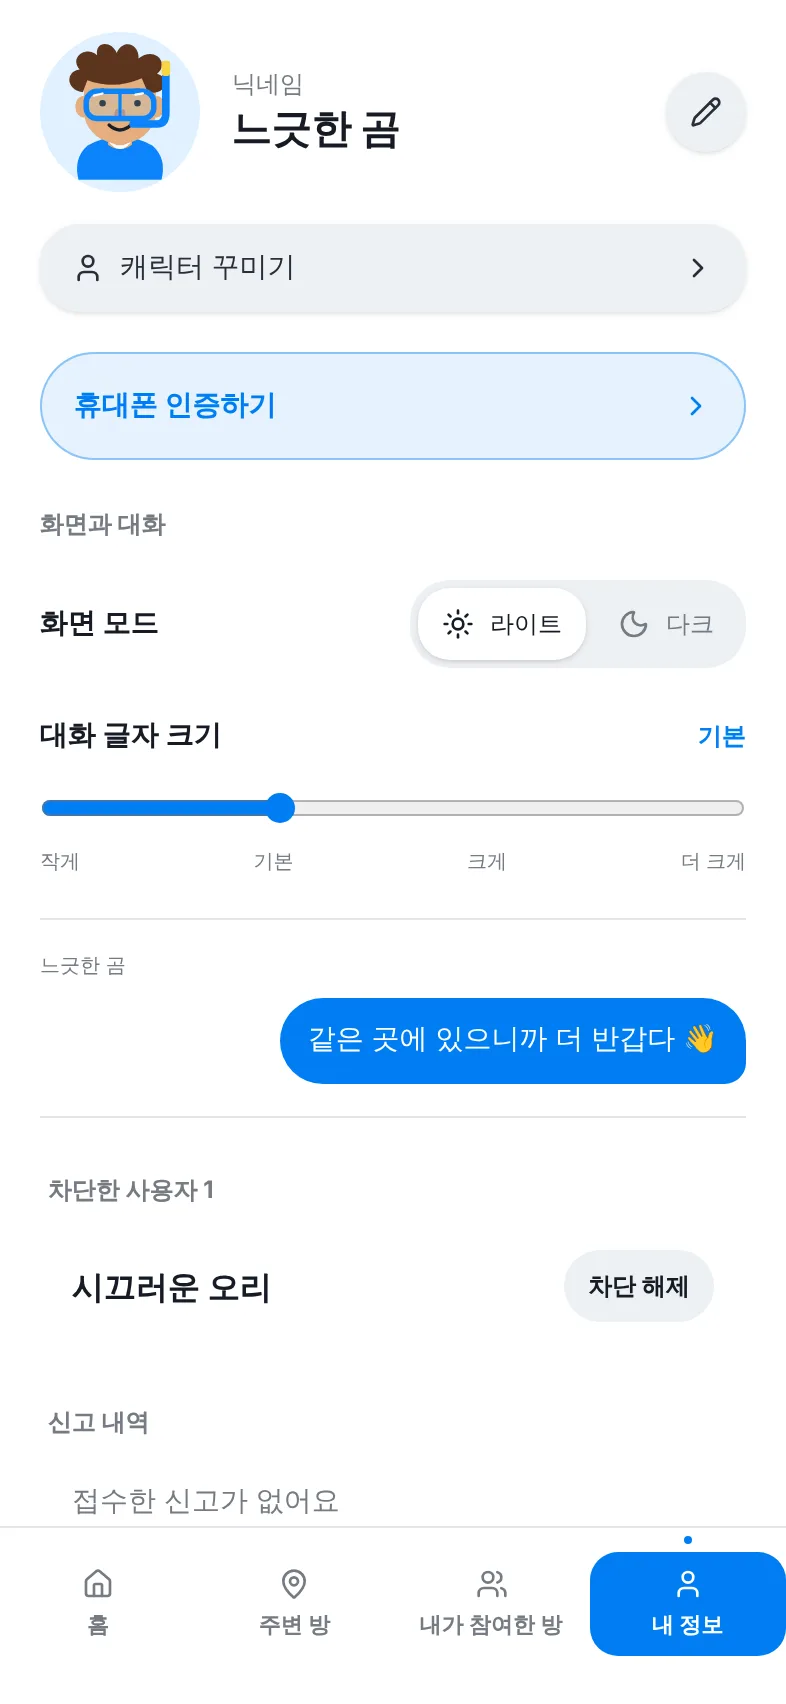 닉네임
느긋한 곰
캐릭터 꾸미기
휴대폰 인증하기
화면과 대화
화면 모드
라이트
다크
대화 글자 크기
기본
작게
기본
크게
더 크게
느긋한 곰
같은 곳에 있으니까 더 반갑다 👋
차단한 사용자 1
시끄러운 오리
차단 해제
신고 내역
접수한 신고가 없어요
홈
주변 방
내가 참여한 방
내 정보